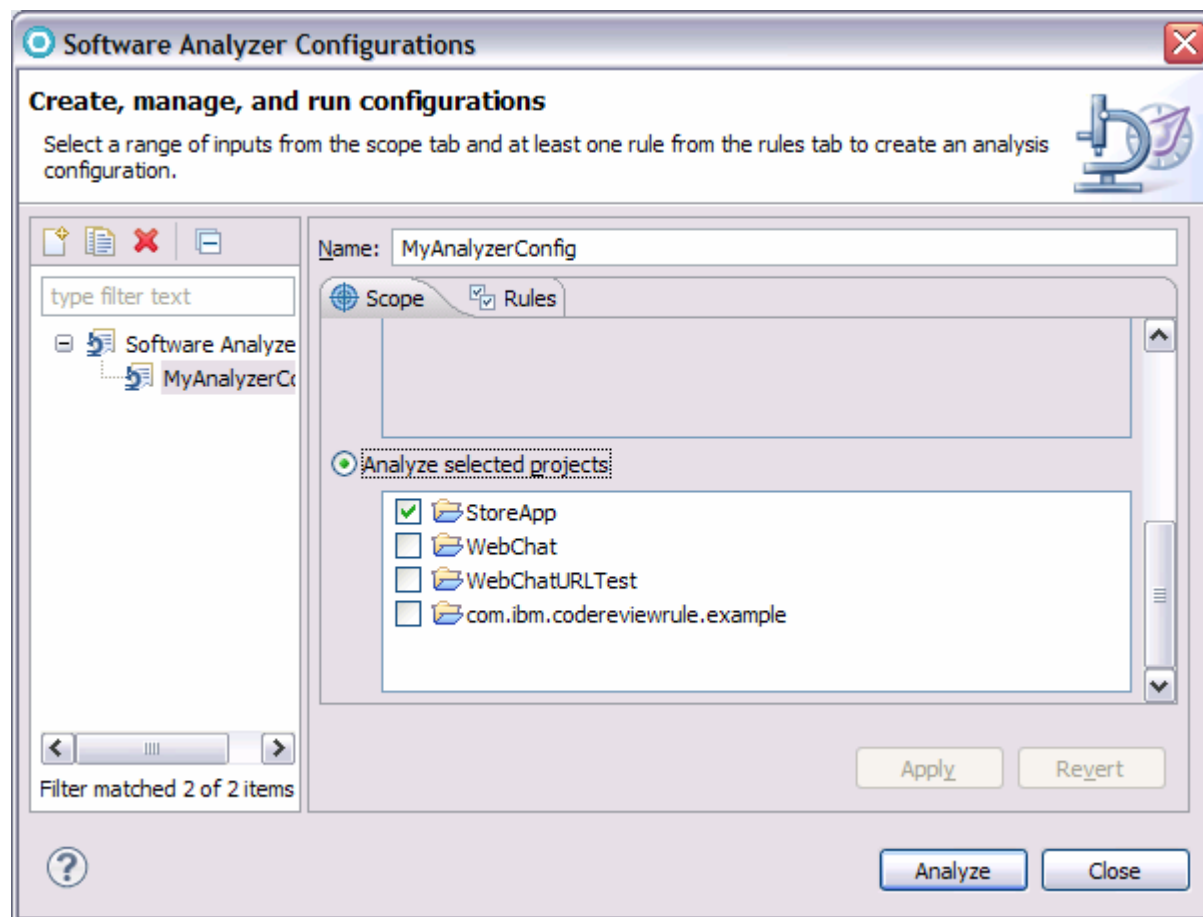 Software Analyzer Configurations
Create, manage, and run configurations
Select a range of inputs from the scope tab and at least one rule from the rules tab to create an analysis
configuration.
type filter text
Software Analyze
MyAnalyzerCo
Filter matched 2 of 2 items
Name: MyAnalyzerConfig
Scope Rules
Analyze selected projects
StoreApp
WebChat
WebChatURLTest
com.ibm.codereviewrule.example
Apply Revert
? Analyze Close